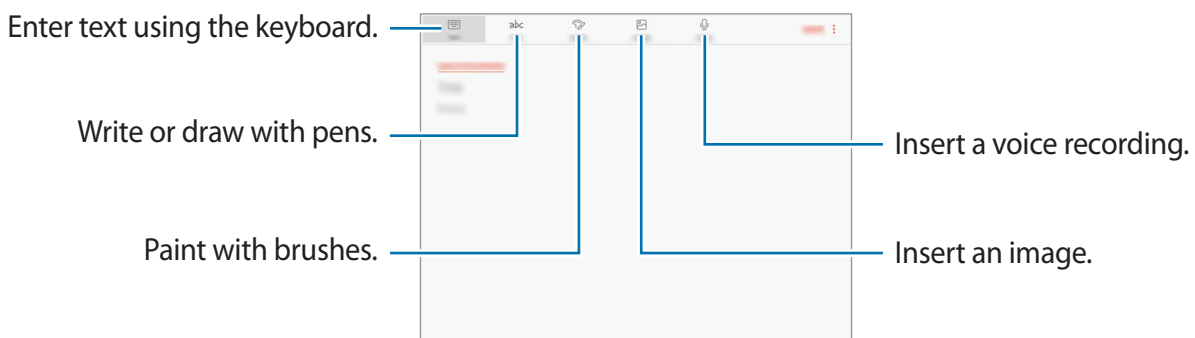 Enter text using the keyboard.
abc
Write or draw with pens.
Insert a voice recording.
Paint with brushes.
Insert an image.